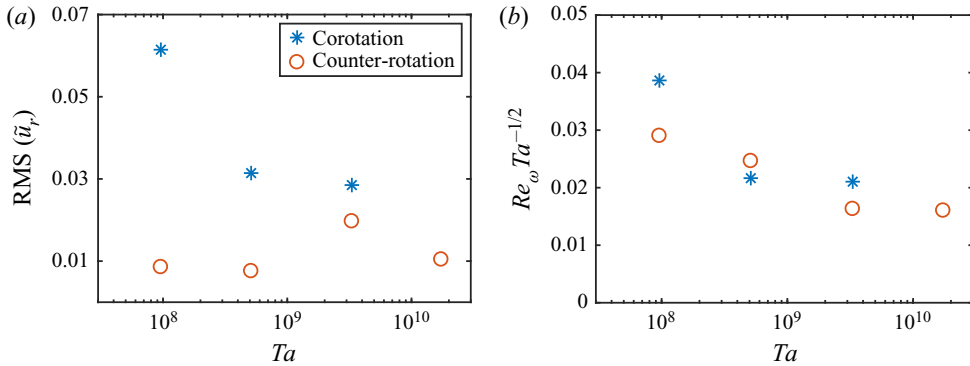 (a)
0.07
0.05
0.03
0.01
RMS (ũ_r)
Corotation
Counter-rotation
10^8
10^9
10^10
Ta
(b)
0.05
0.04
0.03
0.02
0.01
0
Re_ω Ta^{−1/2}
10^8
10^9
10^10
Ta